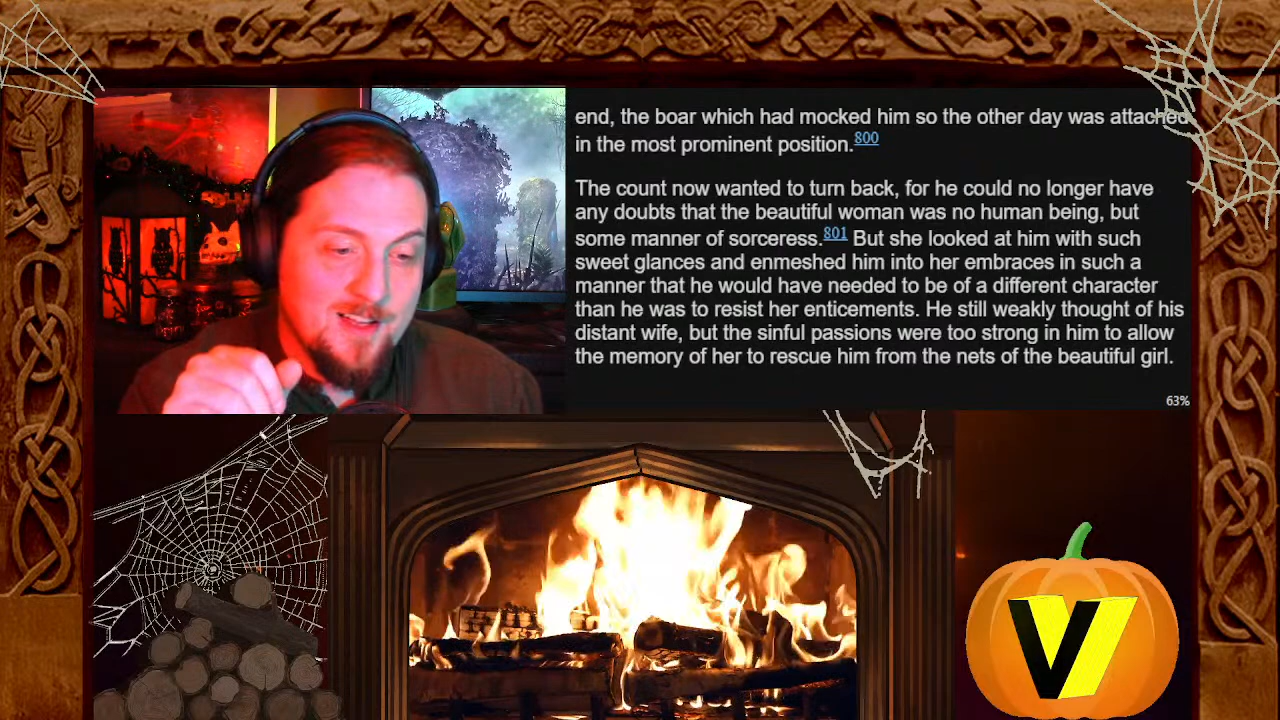 end, the boar which had mocked him so the other day was attached
in the most prominent position.800
The count now wanted to turn back, for he could no longer have
any doubts that the beautiful woman was no human being, but
some manner of sorceress.801 But she looked at him with such
sweet glances and enmeshed him into her embraces in such a
manner that he would have needed to be of a different character
than he was to resist her enticements. He still weakly thought of his
distant wife, but the sinful passions were too strong in him to allow
the memory of her to rescue him from the nets of the beautiful girl.
63%
V